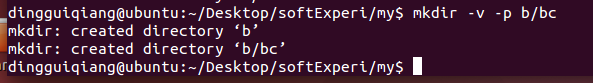 dingguiqiang@ubuntu:~/Desktop/softExperi/my$ mkdir -v -p b/bc
mkdir: created directory ‘b’
mkdir: created directory ‘b/bc’
dingguiqiang@ubuntu:~/Desktop/softExperi/my$